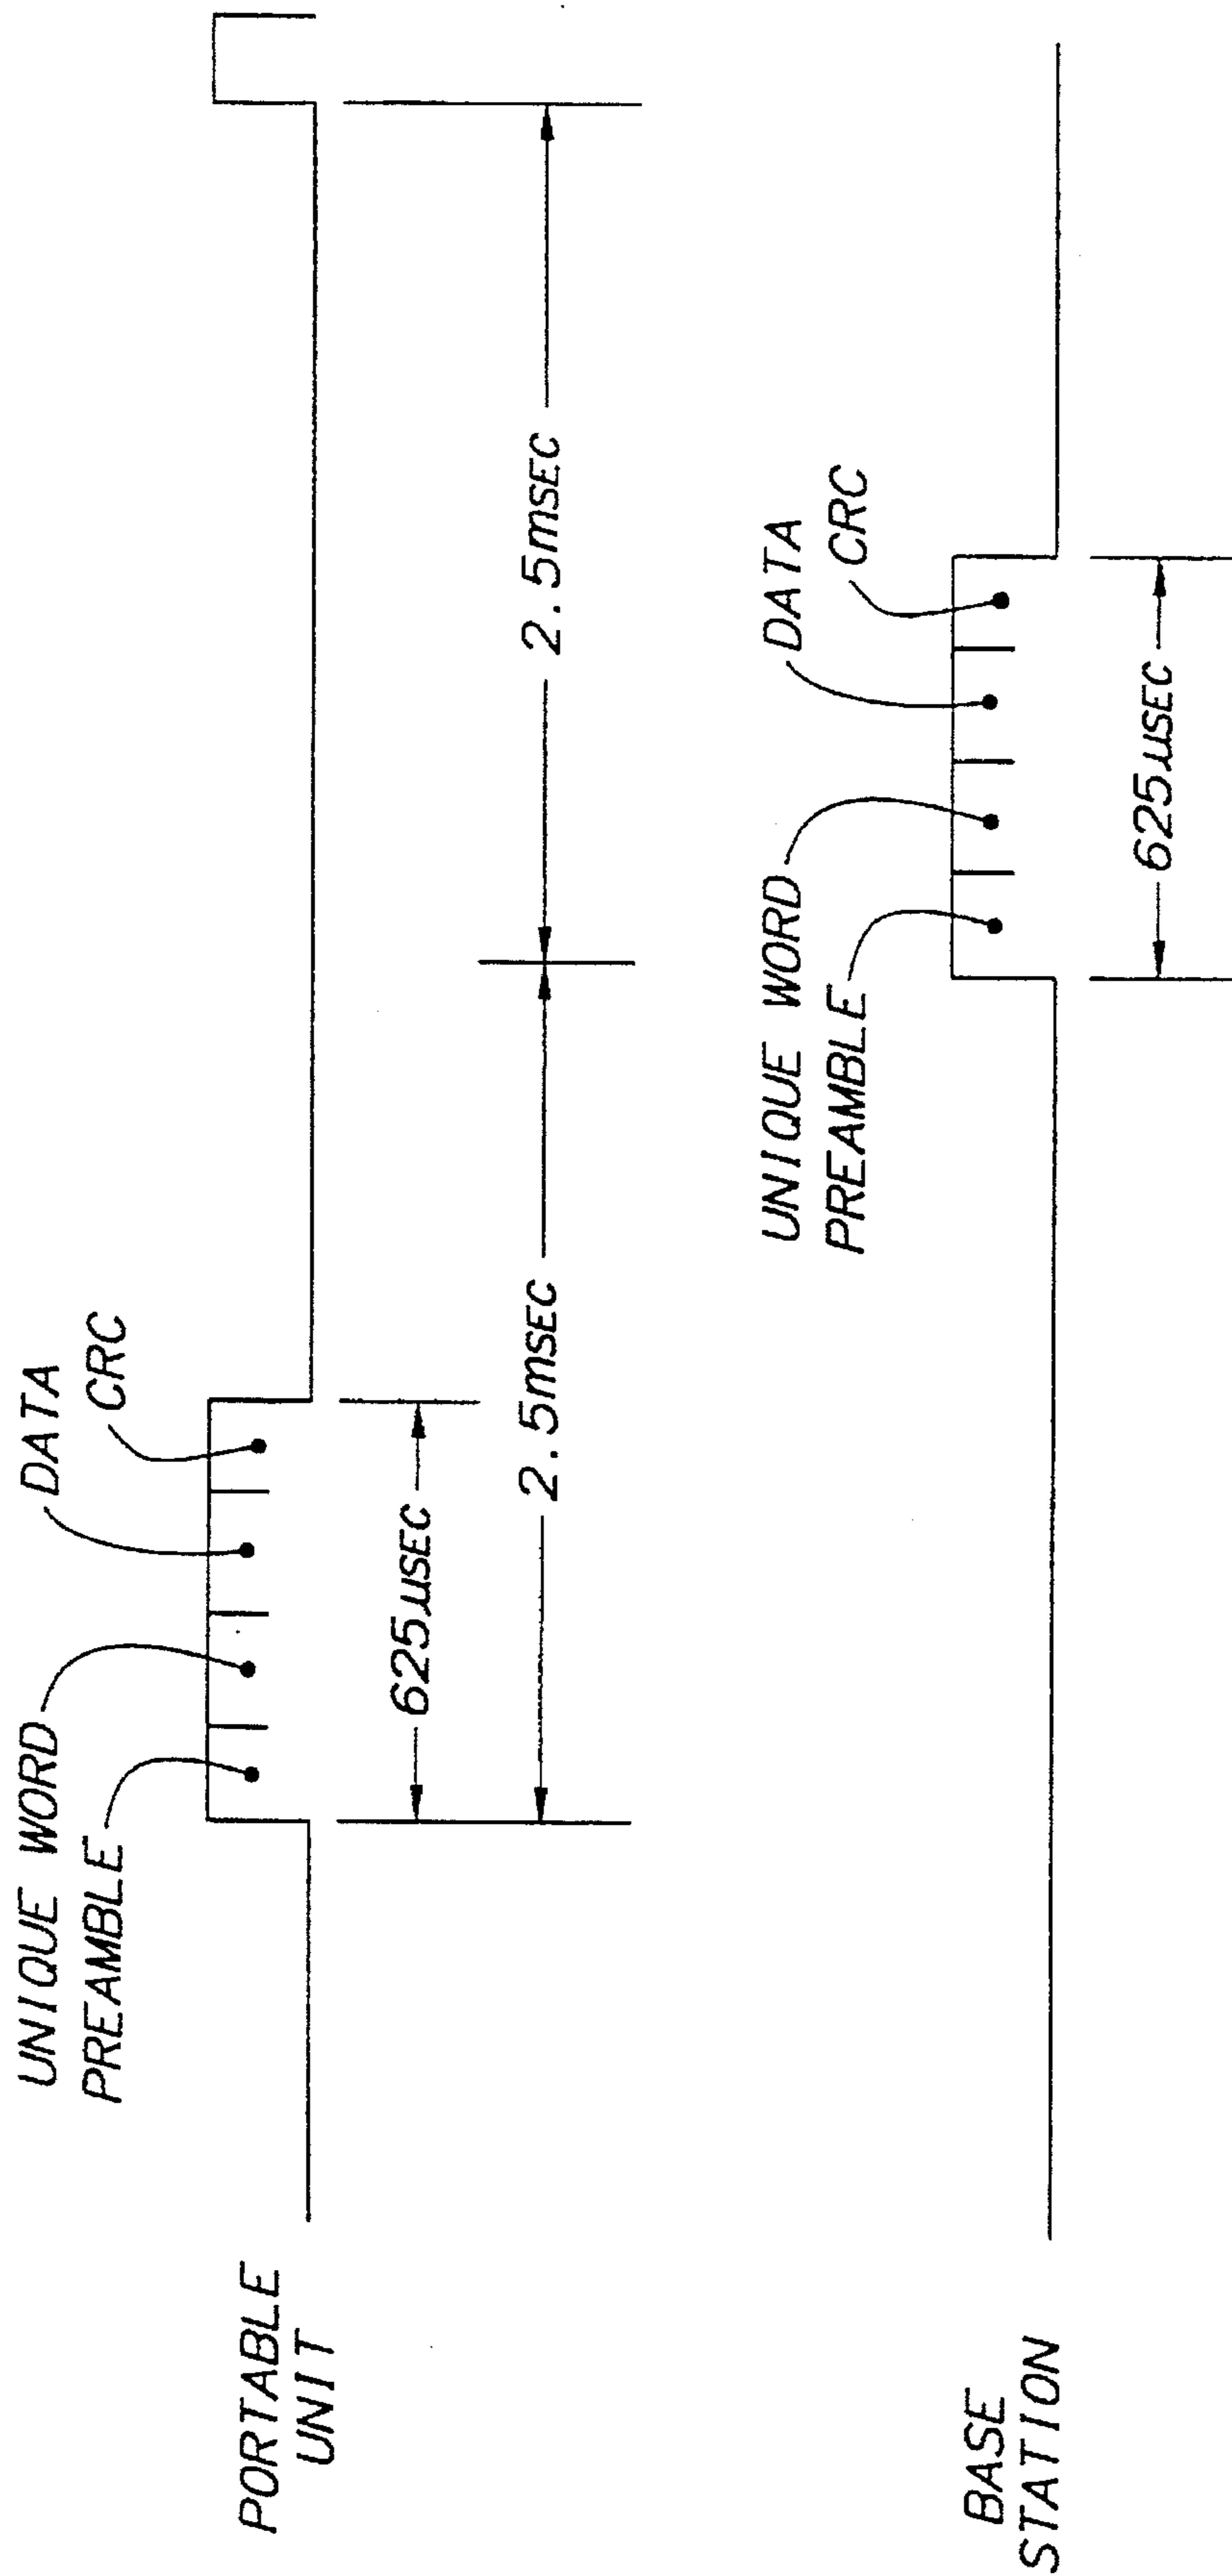 UNIQUE WORD
PREAMBLE
DATA
CRC
PORTABLE
UNIT
625μSEC
2.5mSEC
2.5mSEC
UNIQUE WORD
PREAMBLE
DATA
CRC
BASE
STATION
625μSEC